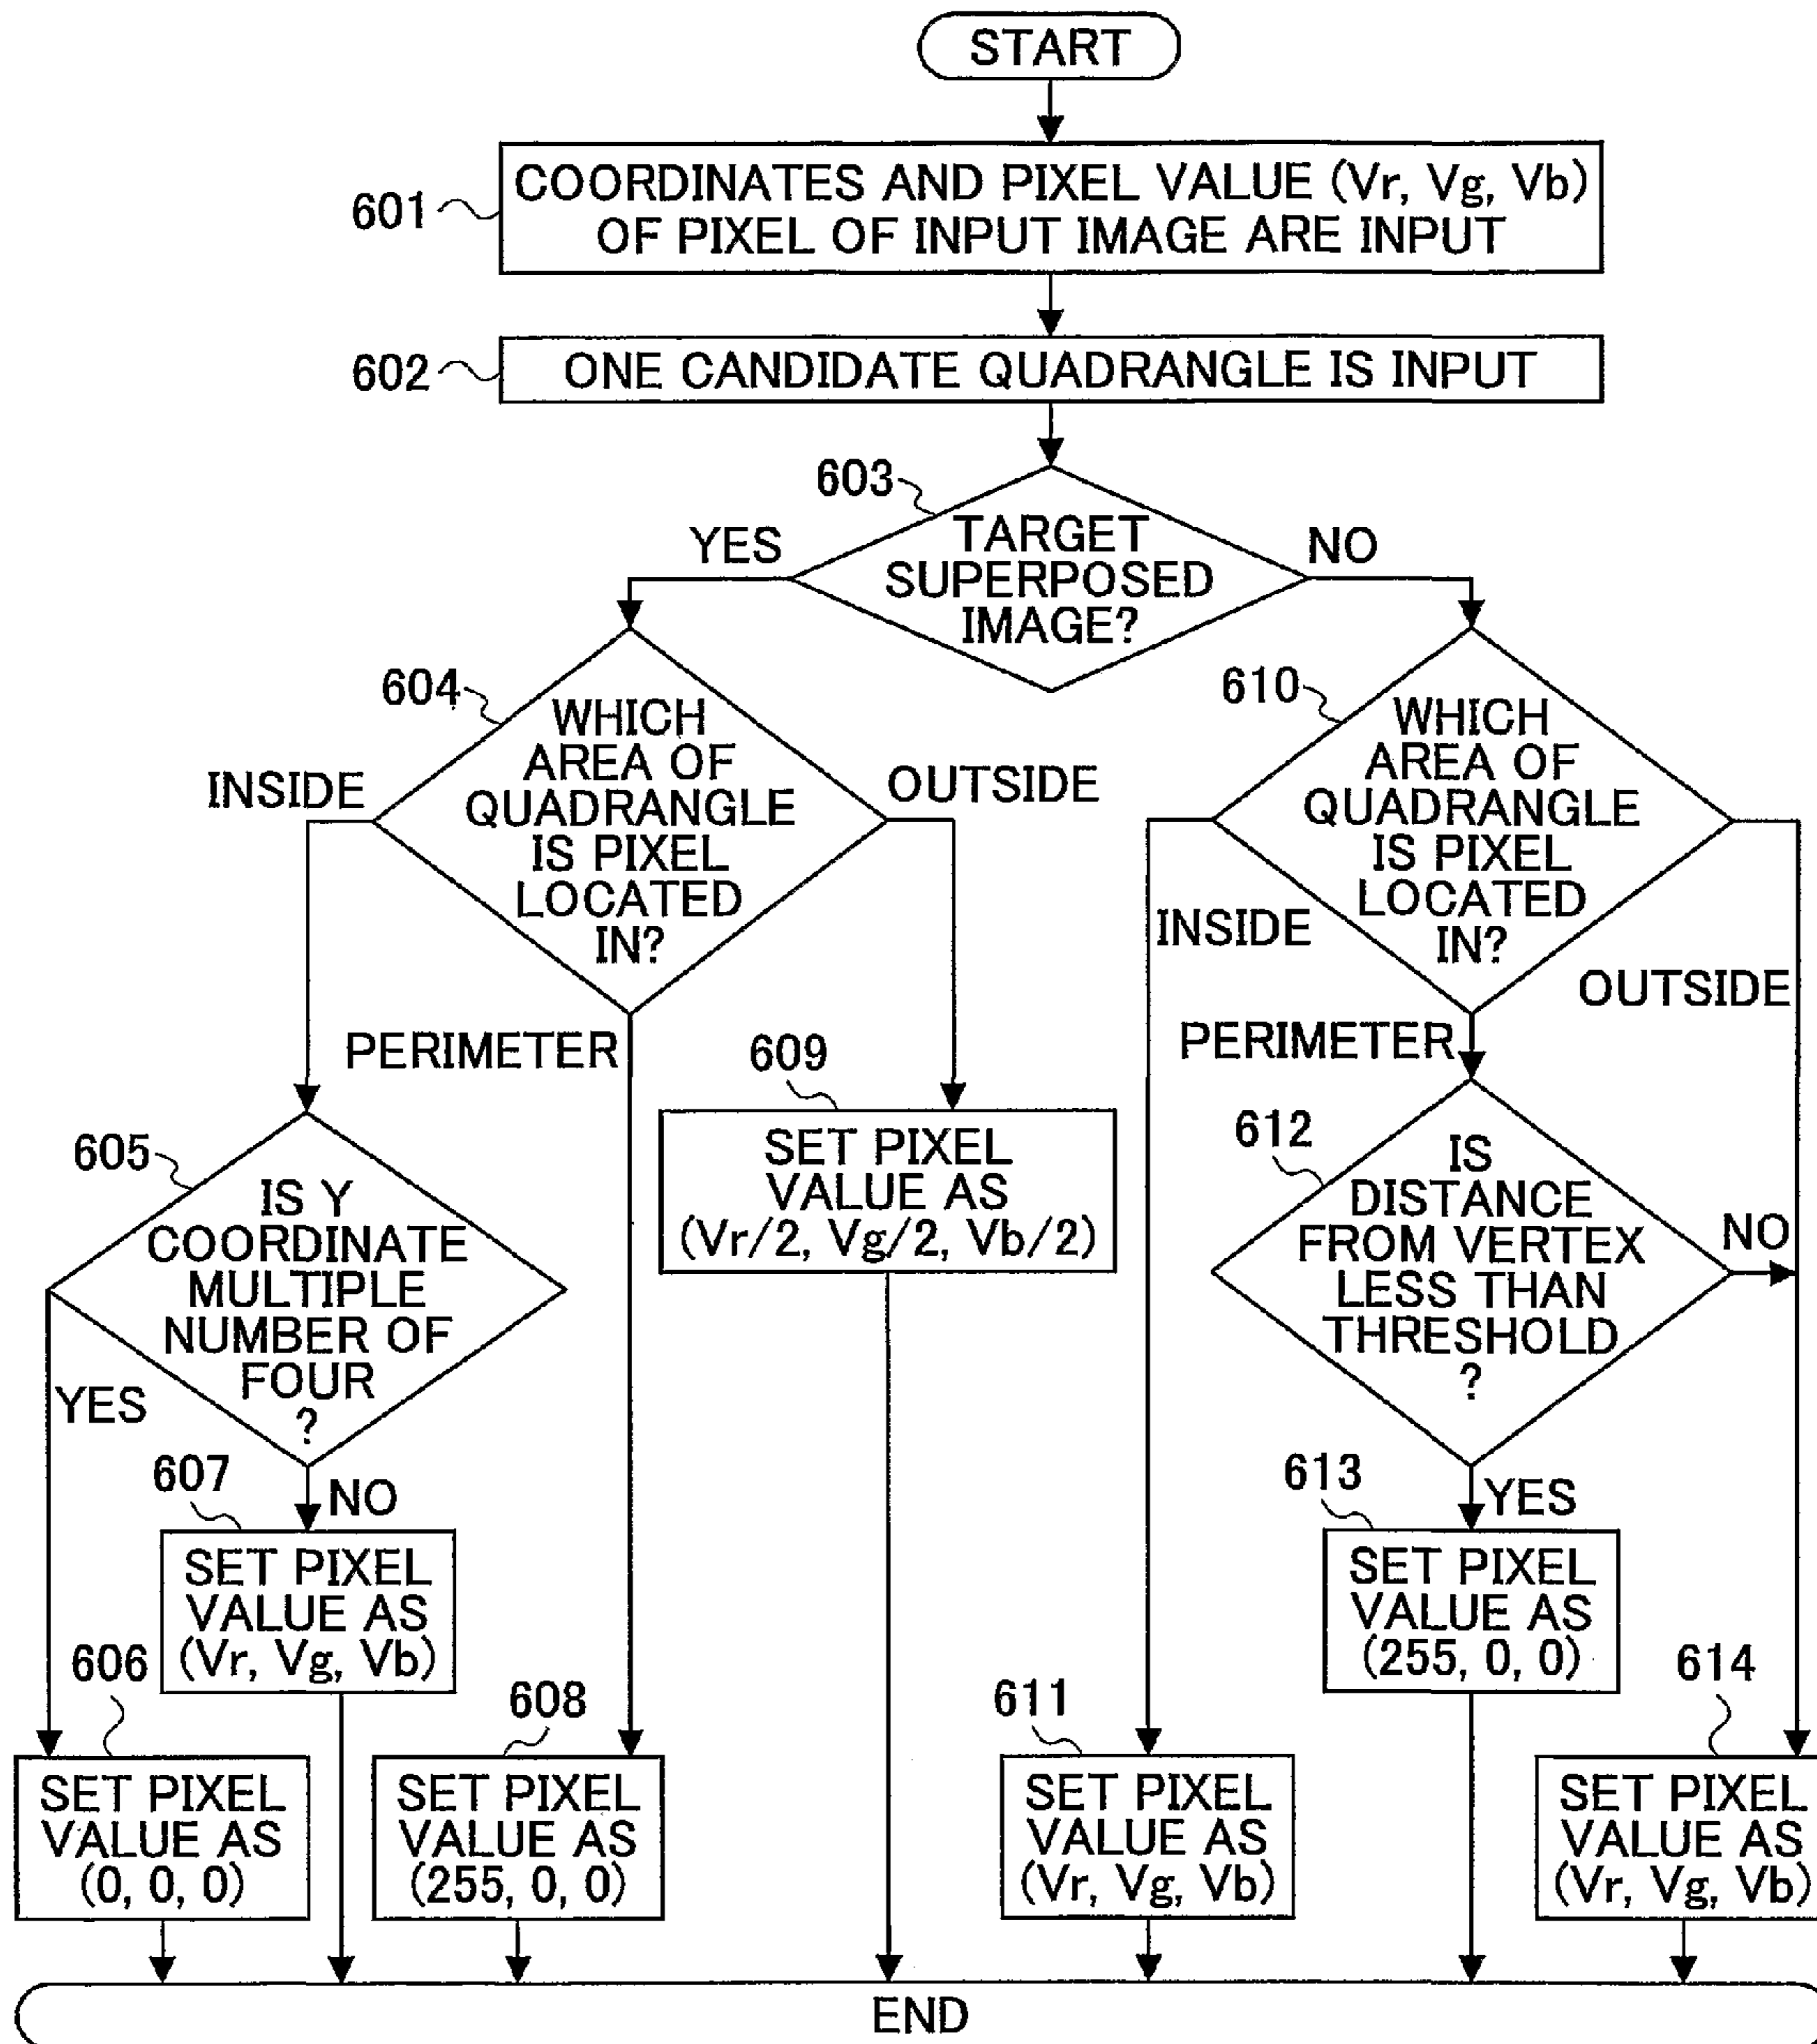 START
601
COORDINATES AND PIXEL VALUE (Vr, Vg, Vb)
OF PIXEL OF INPUT IMAGE ARE INPUT
602
ONE CANDIDATE QUADRANGLE IS INPUT
603
TARGET
SUPERPOSED
IMAGE?
YES
NO
604
WHICH
AREA OF
QUADRANGLE
IS PIXEL
LOCATED
IN?
INSIDE
OUTSIDE
PERIMETER
610
WHICH
AREA OF
QUADRANGLE
IS PIXEL
LOCATED
IN?
INSIDE
OUTSIDE
PERIMETER
605
IS Y
COORDINATE
MULTIPLE
NUMBER OF
FOUR
?
YES
NO
609
SET PIXEL
VALUE AS
(Vr/2, Vg/2, Vb/2)
612
IS
DISTANCE
FROM VERTEX
LESS THAN
THRESHOLD
?
NO
YES
607
SET PIXEL
VALUE AS
(Vr, Vg, Vb)
613
SET PIXEL
VALUE AS
(255, 0, 0)
606
SET PIXEL
VALUE AS
(0, 0, 0)
608
SET PIXEL
VALUE AS
(255, 0, 0)
611
SET PIXEL
VALUE AS
(Vr, Vg, Vb)
614
SET PIXEL
VALUE AS
(Vr, Vg, Vb)
END